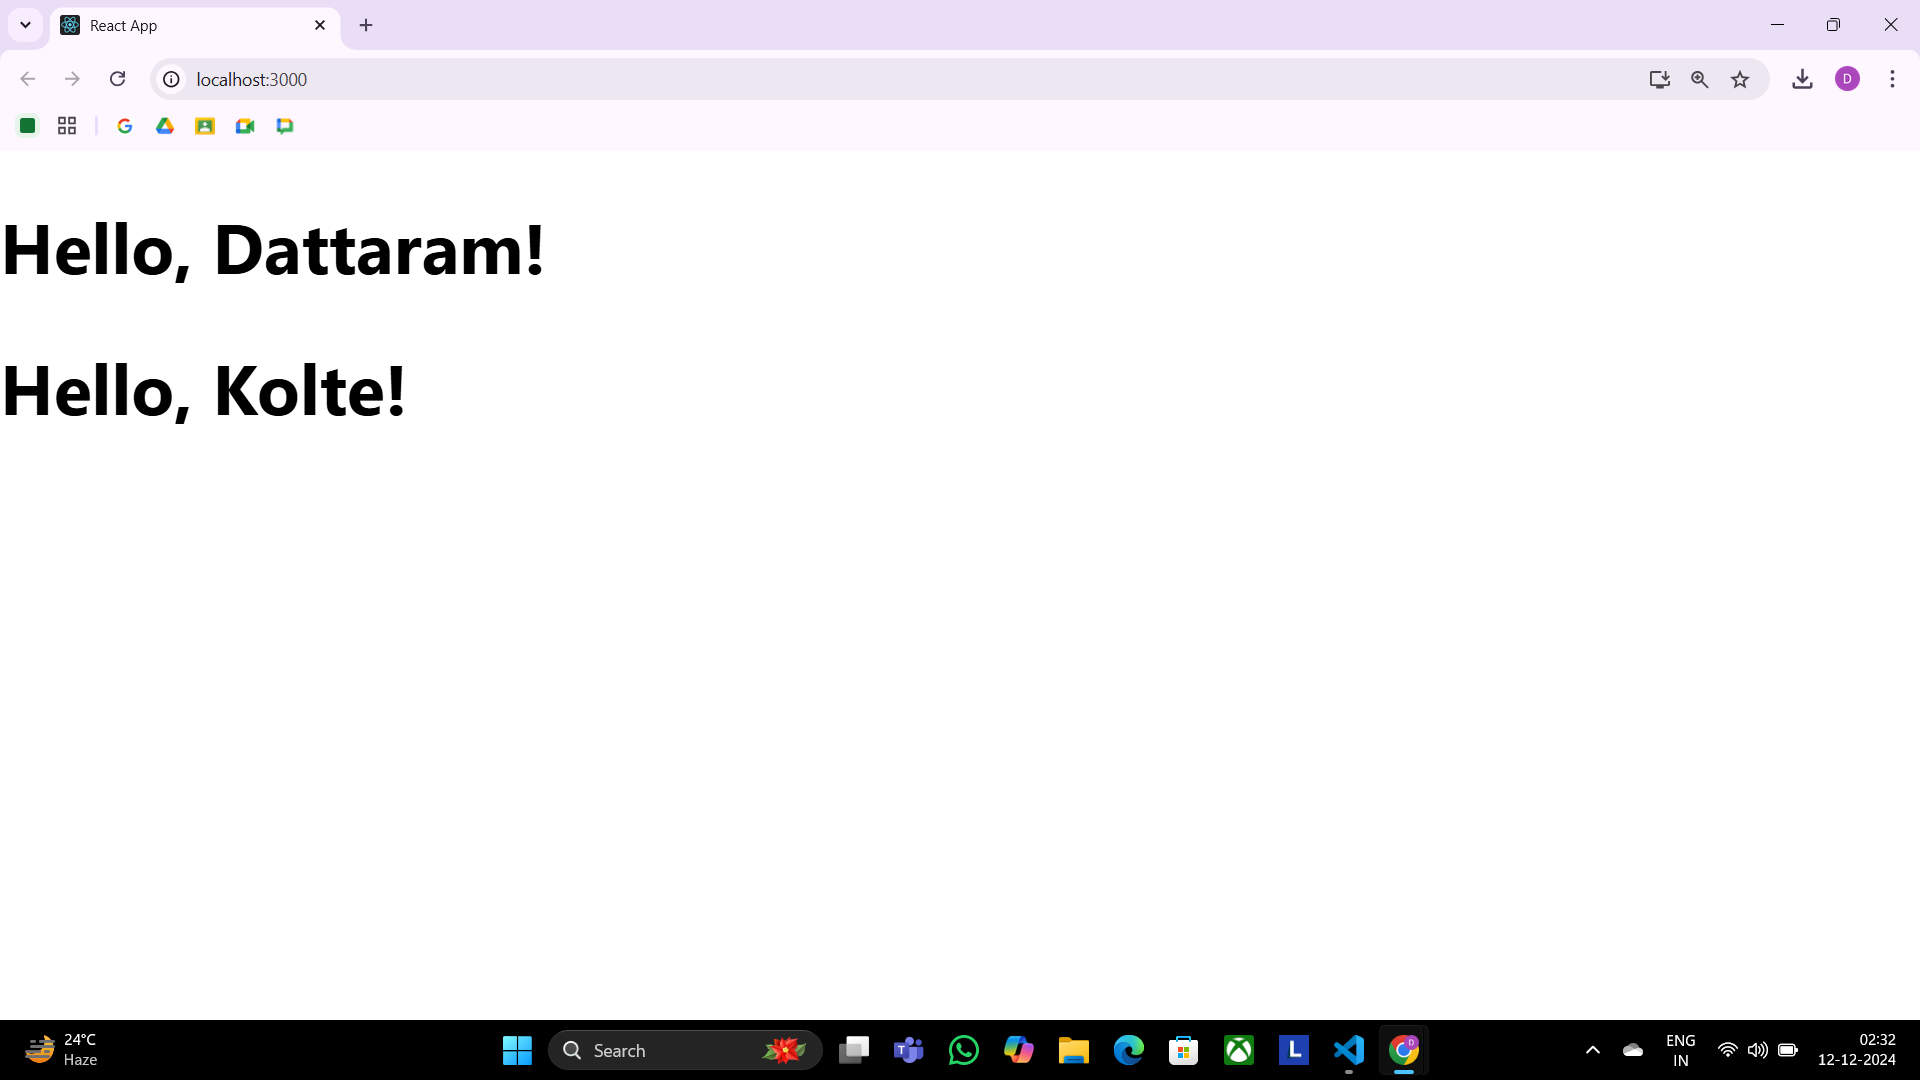 React App
localhost:3000
D
Hello, Dattaram!
Hello, Kolte!
24°C
Haze
Search
T
L
D
ENG
IN
02:32
12-12-2024